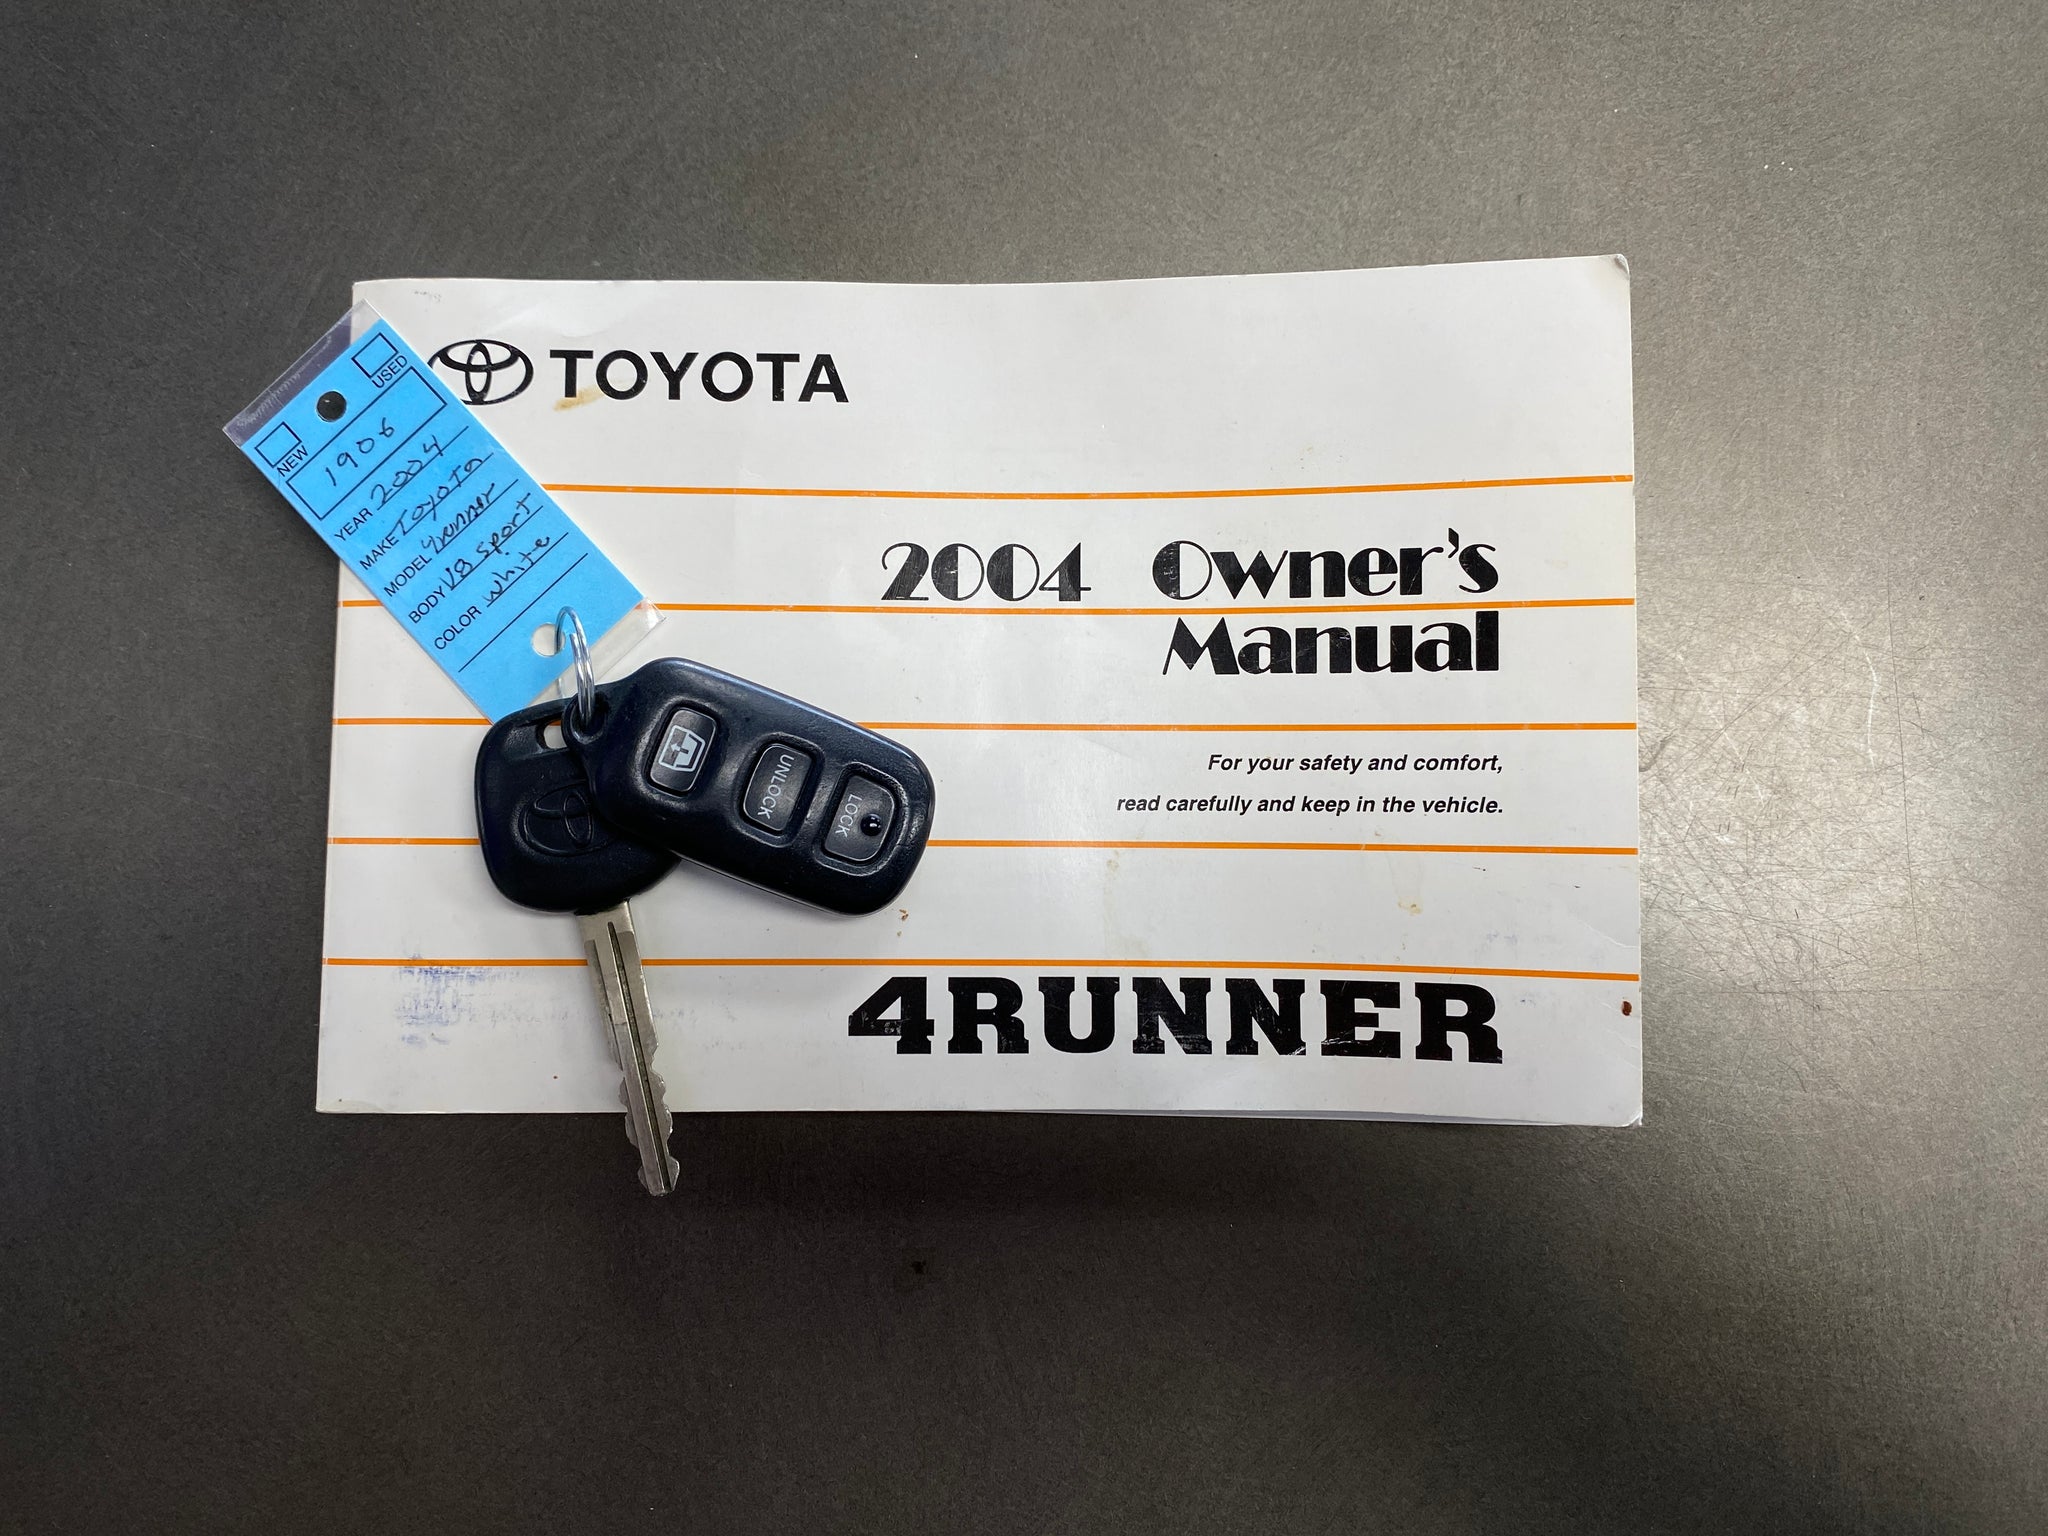 TOYOTA
2004 Owner's
Manual
For your safety and comfort,
read carefully and keep in the vehicle.
4RUNNER
USED
NEW
1906
YEAR 2004
MAKE Toyota
MODEL 4runner
BODY V8 Sport
COLOR white
UNLOCK
LOCK